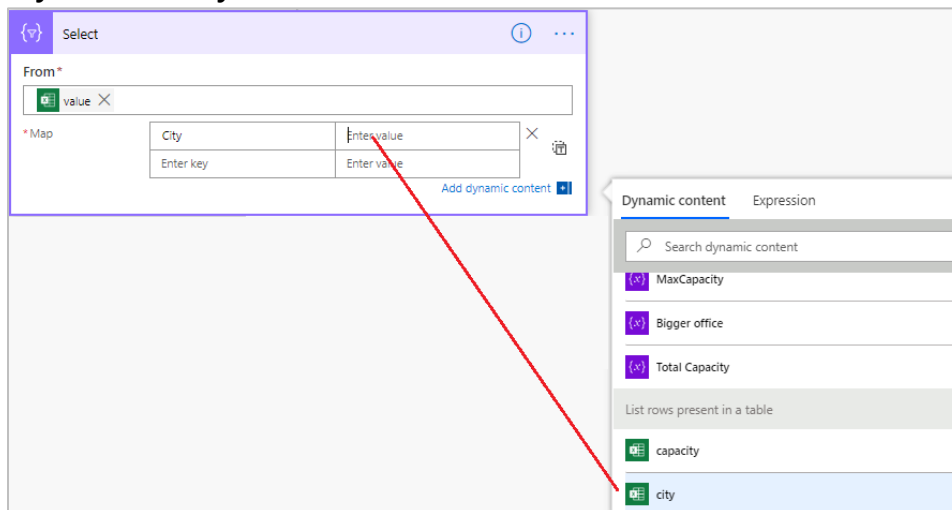 Select
From*
value
*Map
City
Enter value
Enter key
Enter value
Add dynamic content
Dynamic content
Expression
Search dynamic content
MaxCapacity
Bigger office
Total Capacity
List rows present in a table
capacity
city